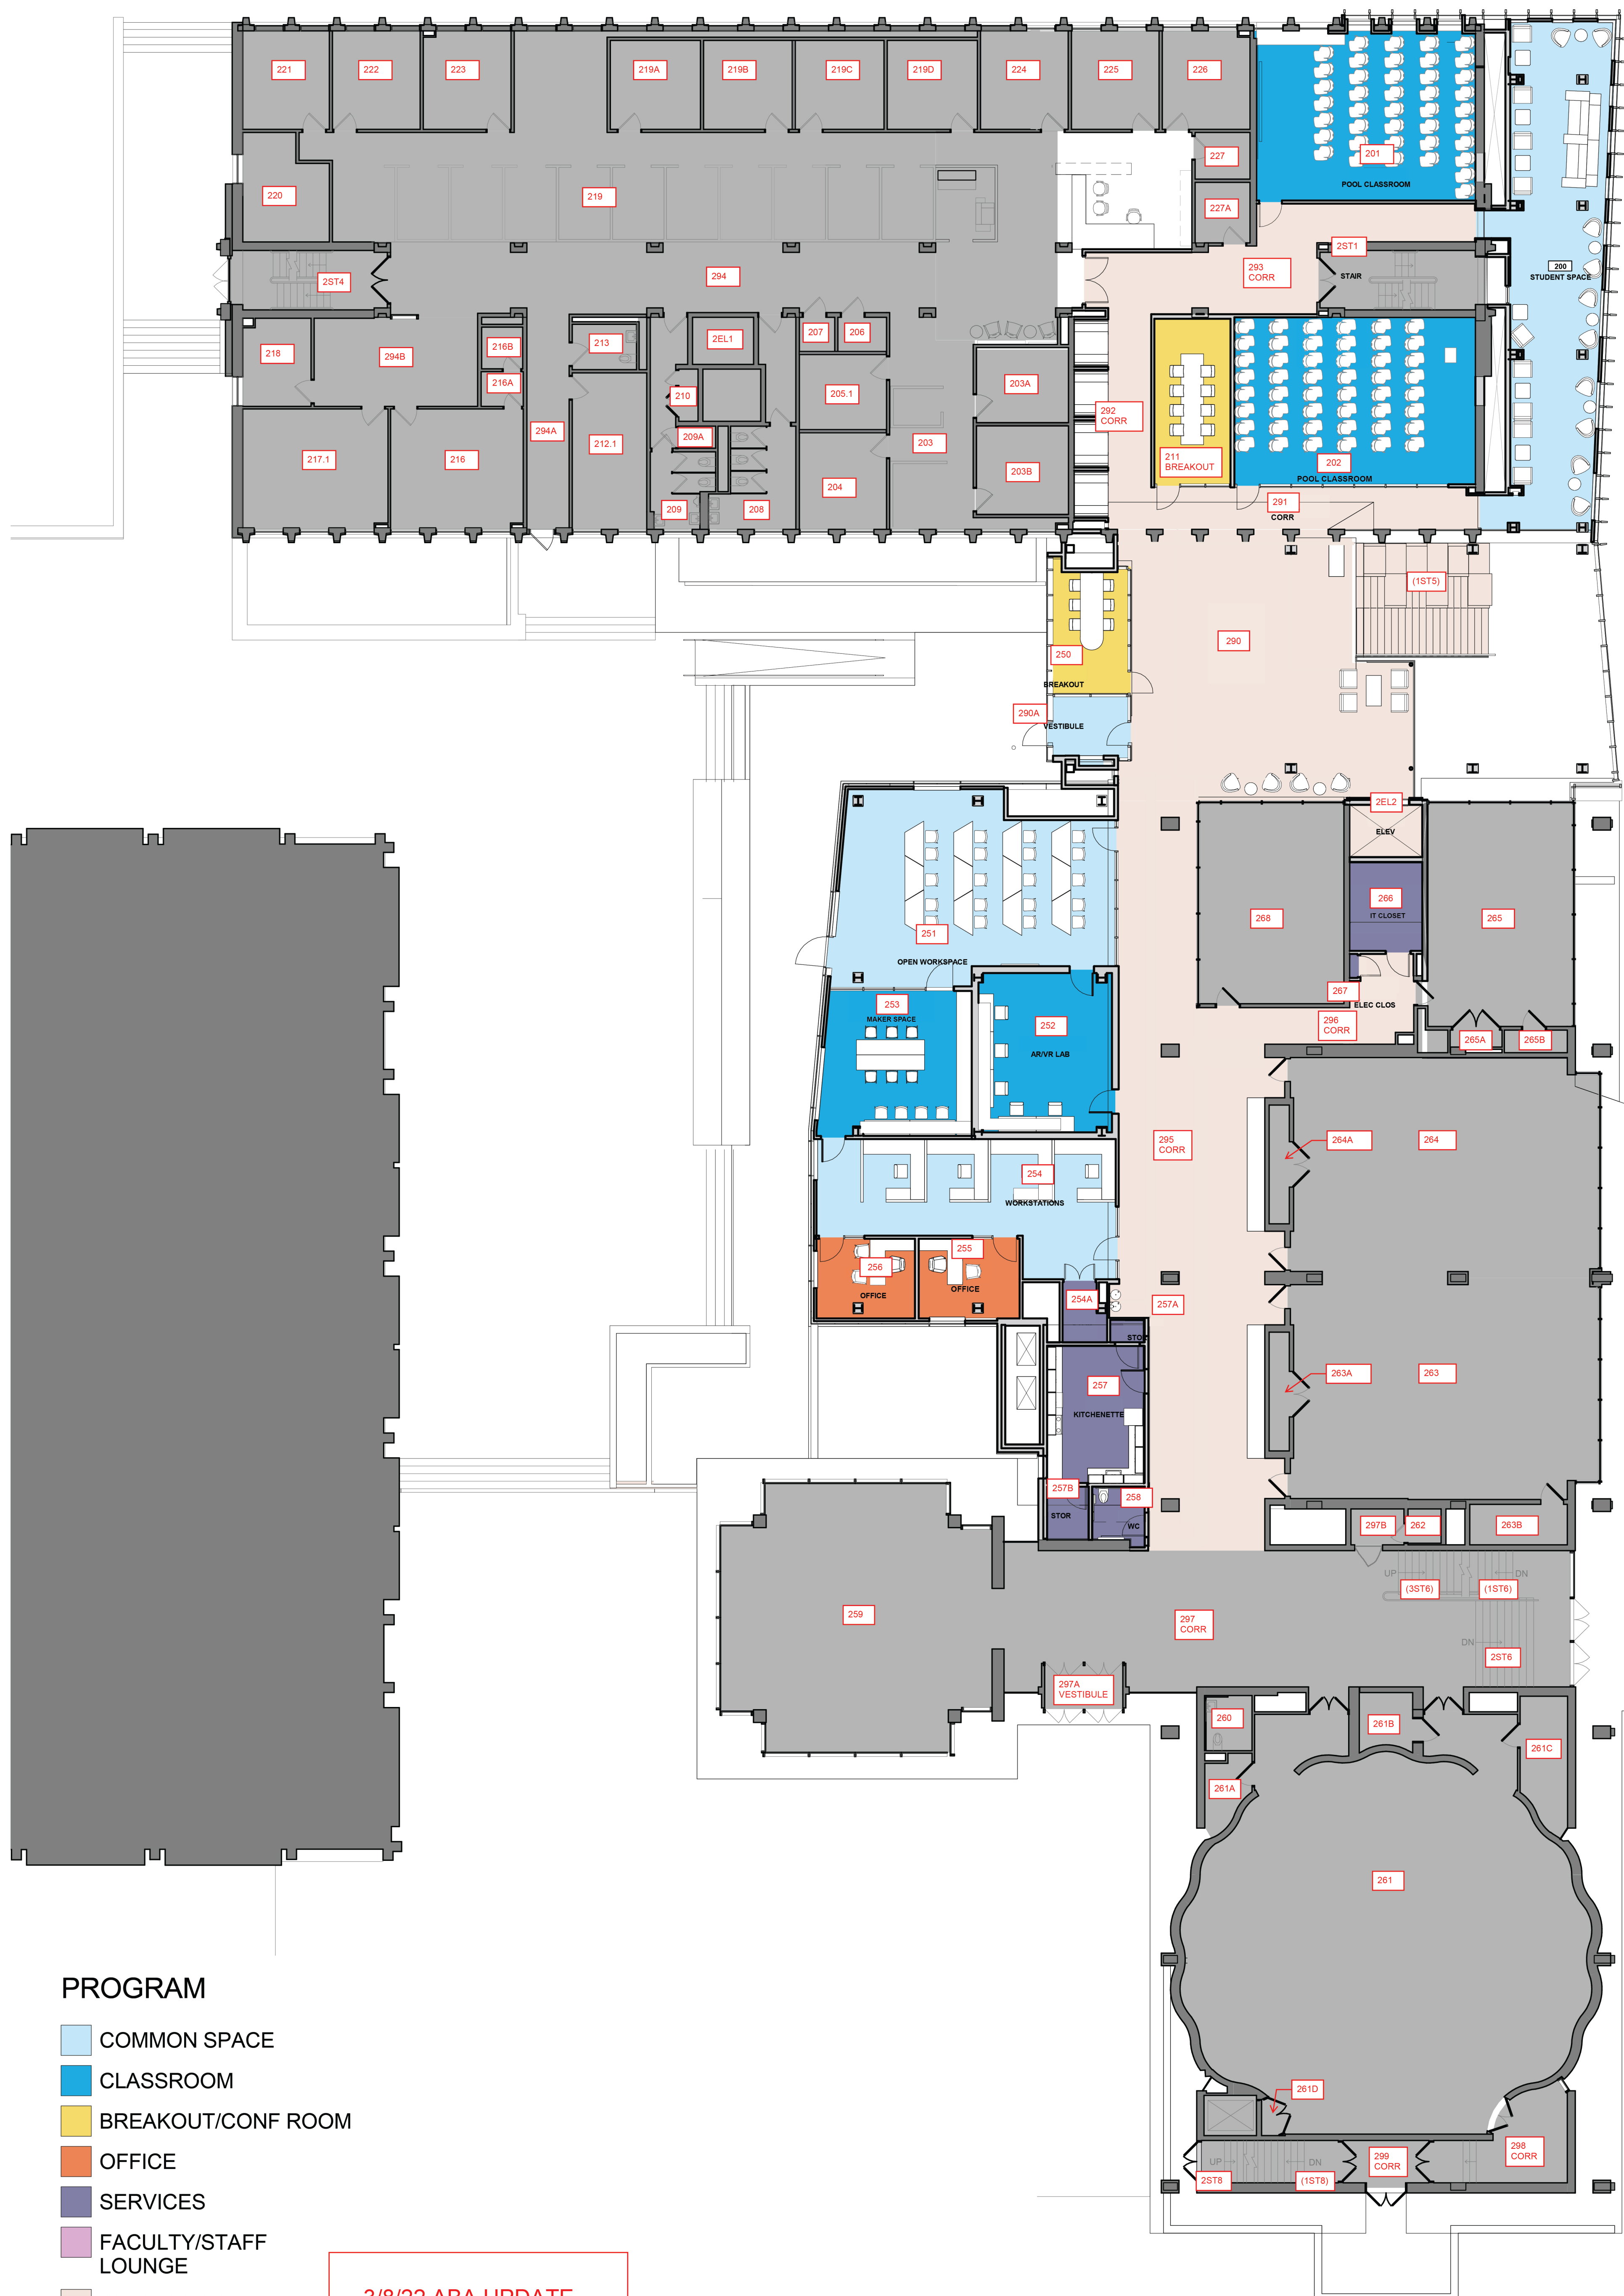 221
222
223
219A
219B
219C
219D
224
225
226
227
227A
201
POOL CLASSROOM
220
219
2ST4
294
293
CORR
2ST1
STAIR
200
STUDENT SPACE
218
294B
216B
216A
213
2EL1
207
206
210
205.1
203A
292
CORR
211
BREAKOUT
202
POOL CLASSROOM
217.1
216
294A
212.1
209A
209
208
204
203
203B
291
CORR
(1ST5)
250
BREAKOUT
290
290A
VESTIBULE
2EL2
ELEV
268
266
IT CLOSET
265
251
OPEN WORKSPACE
267
ELEC CLOS
296
CORR
265A
265B
253
MAKER SPACE
252
AR/VR LAB
295
CORR
264A
264
254
WORKSTATIONS
256
OFFICE
255
OFFICE
254A
257A
STOR
263A
263
257
KITCHENETTE
257B
STOR
258
WC
297B
262
263B
259
297
CORR
UP
DN
(3ST6)
(1ST6)
DN
2ST6
297A
VESTIBULE
260
261B
261C
261A
261
261D
298
CORR
299
CORR
UP
DN
2ST8
(1ST8)
PROGRAM
COMMON SPACE
CLASSROOM
BREAKOUT/CONF ROOM
OFFICE
SERVICES
FACULTY/STAFF
LOUNGE
3/8/22 ABA UPDATE